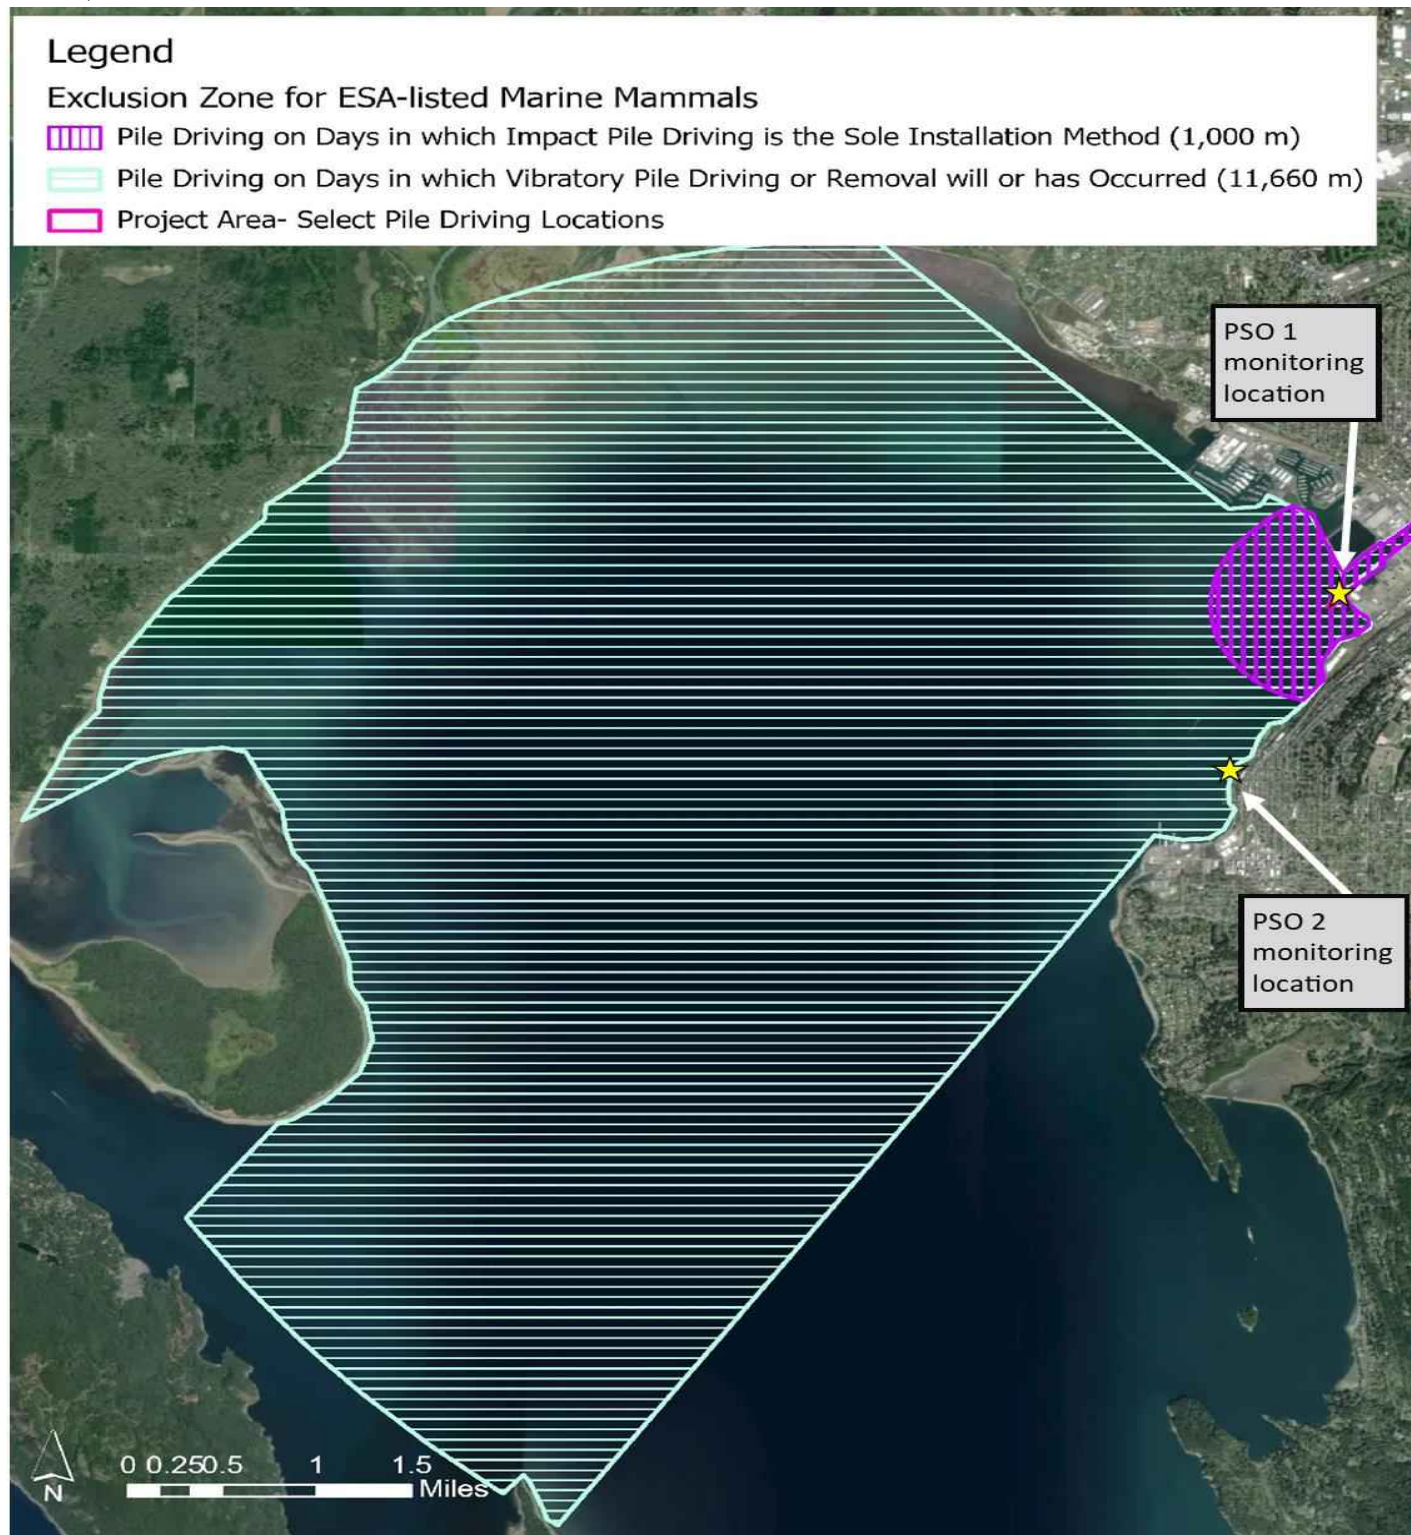 Legend
Exclusion Zone for ESA-listed Marine Mammals
Pile Driving on Days in which Impact Pile Driving is the Sole Installation Method (1,000 m)
Pile Driving on Days in which Vibratory Pile Driving or Removal will or has Occurred (11,660 m)
Project Area- Select Pile Driving Locations
PSO 1
monitoring
location
PSO 2
monitoring
location
0 0.250.5 1 1.5
Miles
N